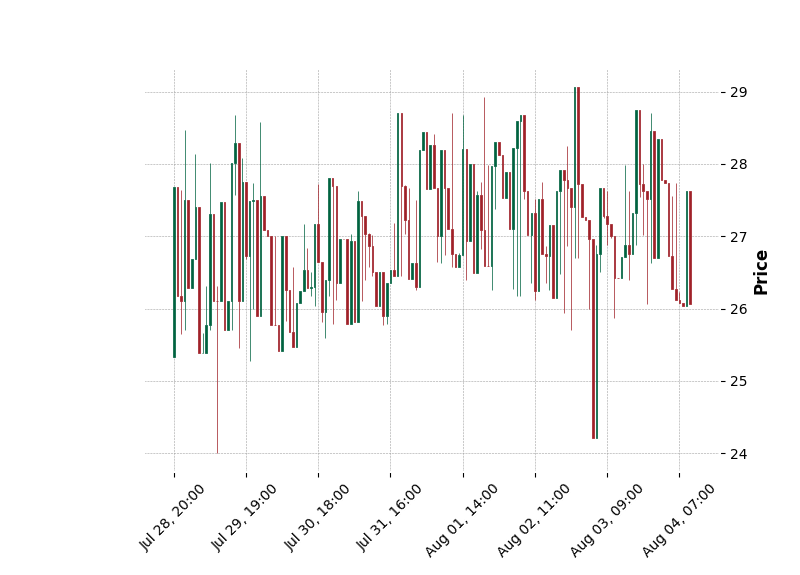 29
28
27
26
25
24
Price
Jul 28, 20:00
Jul 29, 19:00
Jul 30, 18:00
Jul 31, 16:00
Aug 01, 14:00
Aug 02, 11:00
Aug 03, 09:00
Aug 04, 07:00